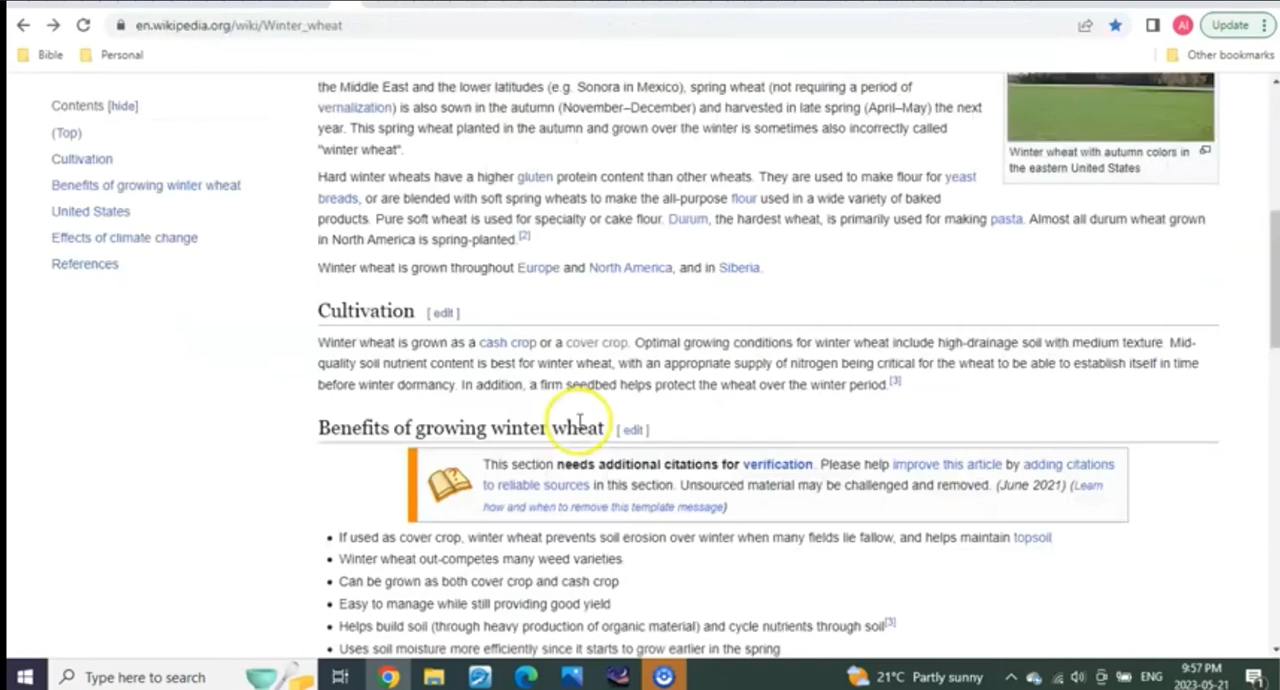 en.wikipedia.org/wiki/Winter_wheat
AI
Update
Bible
Personal
Other bookmarks
Contents [hide]
(Top)
Cultivation
Benefits of growing winter wheat
United States
Effects of climate change
References
the Middle East and the lower latitudes (e.g. Sonora in Mexico), spring wheat (not requiring a period of
vernalization) is also sown in the autumn (November–December) and harvested in late spring (April–May) the next
year. This spring wheat planted in the autumn and grown over the winter is sometimes also incorrectly called
"winter wheat".
Hard winter wheats have a higher gluten protein content than other wheats. They are used to make flour for yeast
breads, or are blended with soft spring wheats to make the all-purpose flour used in a wide variety of baked
products. Pure soft wheat is used for specialty or cake flour. Durum, the hardest wheat, is primarily used for making pasta. Almost all durum wheat grown
in North America is spring-planted.[2]
Winter wheat is grown throughout Europe and North America, and in Siberia.
Winter wheat with autumn colors in
the eastern United States
Cultivation [ edit ]
Winter wheat is grown as a cash crop or a cover crop. Optimal growing conditions for winter wheat include high-drainage soil with medium texture. Mid-
quality soil nutrient content is best for winter wheat, with an appropriate supply of nitrogen being critical for the wheat to be able to establish itself in time
before winter dormancy. In addition, a firm seedbed helps protect the wheat over the winter period.[3]
Benefits of growing winter wheat [ edit ]
This section needs additional citations for verification. Please help improve this article by adding citations
to reliable sources in this section. Unsourced material may be challenged and removed. (June 2021) (Learn
how and when to remove this template message)
• If used as cover crop, winter wheat prevents soil erosion over winter when many fields lie fallow, and helps maintain topsoil
• Winter wheat out-competes many weed varieties
• Can be grown as both cover crop and cash crop
• Easy to manage while still providing good yield
• Helps build soil (through heavy production of organic material) and cycle nutrients through soil[3]
• Uses soil moisture more efficiently since it starts to grow earlier in the spring
Type here to search
21°C Partly sunny
ENG
9:57 PM
2023-05-21
1